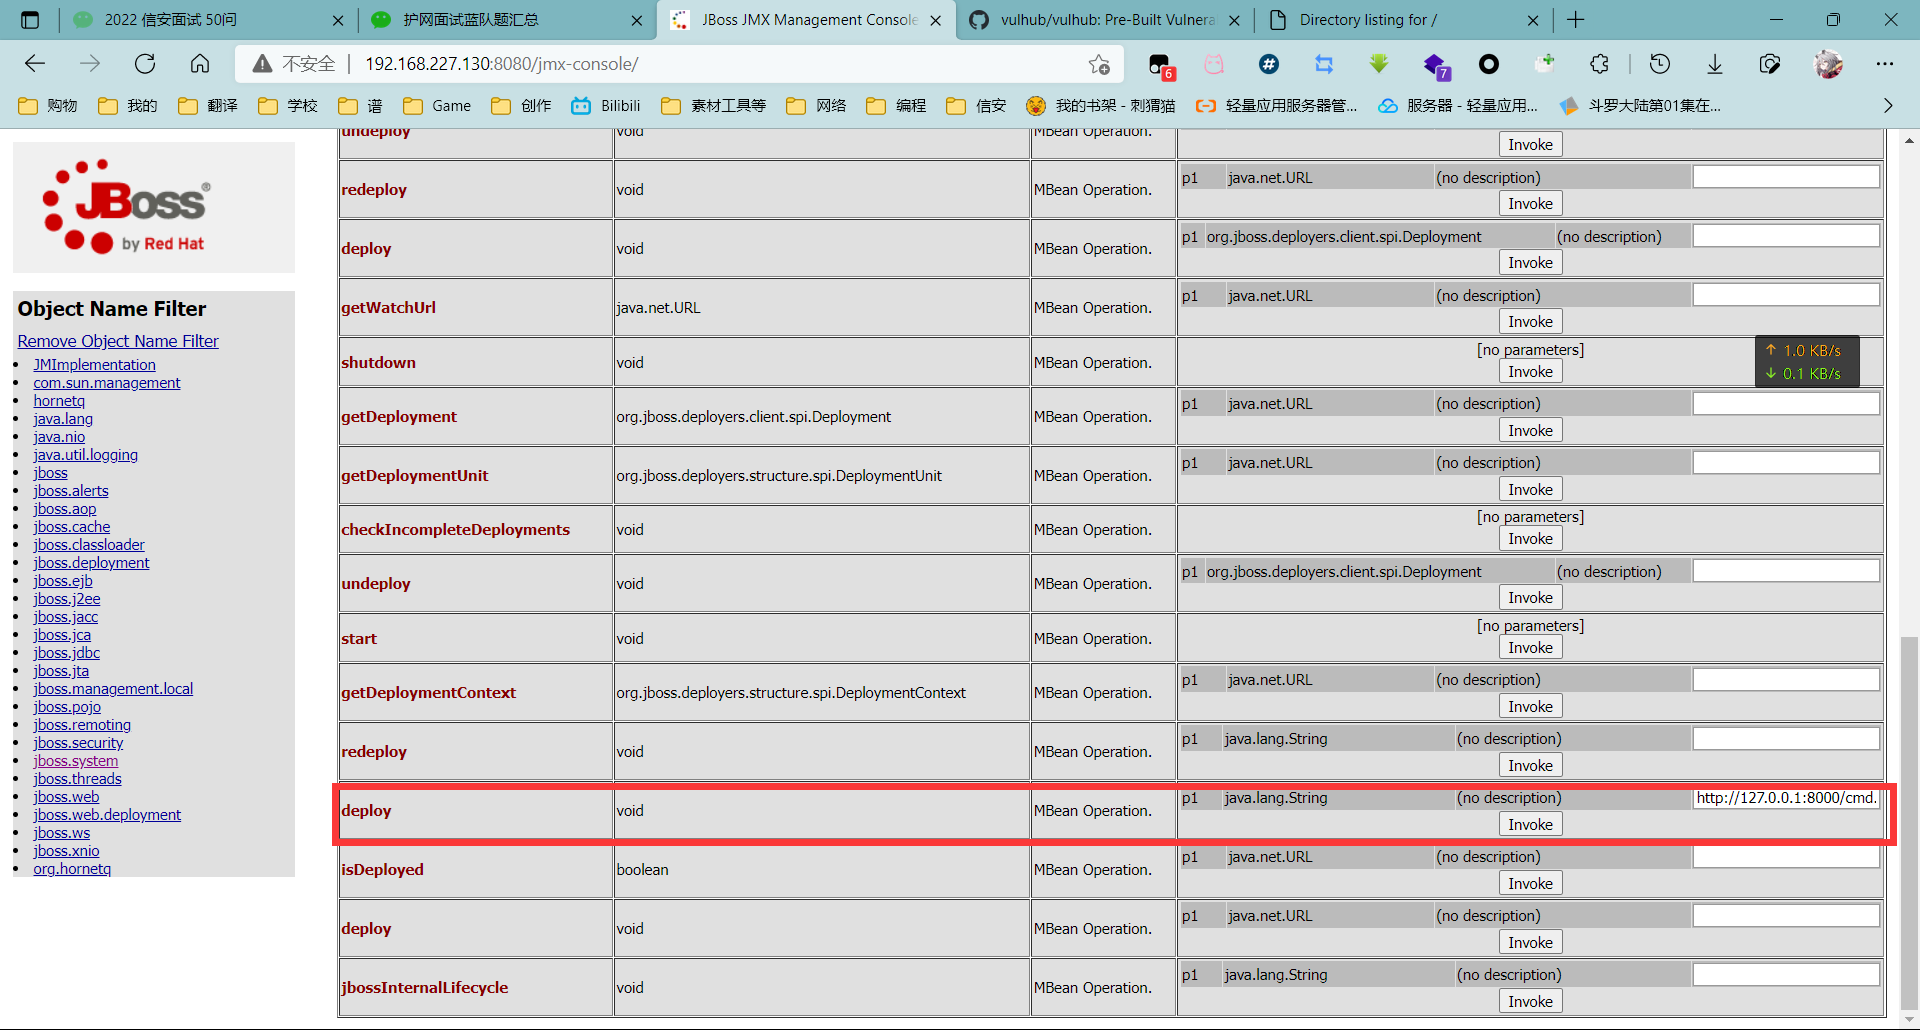 2022 信安面试 50问
护网面试蓝队题汇总
JBoss JMX Management Console
vulhub/vulhub: Pre-Built Vulnera
Directory listing for /
不安全
192.168.227.130:8080/jmx-console/
6
7
购物
我的
翻译
学校
谱
Game
创作
Bilibili
素材工具等
网络
编程
信安
我的书架 - 刺猬猫
轻量应用服务器管...
服务器 - 轻量应用...
斗罗大陆第01集在...
JBoss®
by Red Hat
Object Name Filter
Remove Object Name Filter
JMImplementation
com.sun.management
hornetq
java.lang
java.nio
java.util.logging
jboss
jboss.alerts
jboss.aop
jboss.cache
jboss.classloader
jboss.deployment
jboss.ejb
jboss.j2ee
jboss.jacc
jboss.jca
jboss.jdbc
jboss.jta
jboss.management.local
jboss.pojo
jboss.remoting
jboss.security
jboss.system
jboss.threads
jboss.web
jboss.web.deployment
jboss.ws
jboss.xnio
org.hornetq
undeploy void MBean Operation.
Invoke
redeploy void MBean Operation. p1 java.net.URL (no description)
Invoke
deploy void MBean Operation. p1 org.jboss.deployers.client.spi.Deployment (no description)
Invoke
getWatchUrl java.net.URL MBean Operation. p1 java.net.URL (no description)
Invoke
shutdown void MBean Operation. [no parameters]
Invoke
↑ 1.0 KB/s
↓ 0.1 KB/s
getDeployment org.jboss.deployers.client.spi.Deployment MBean Operation. p1 java.net.URL (no description)
Invoke
getDeploymentUnit org.jboss.deployers.structure.spi.DeploymentUnit MBean Operation. p1 java.net.URL (no description)
Invoke
checkIncompleteDeployments void MBean Operation. [no parameters]
Invoke
undeploy void MBean Operation. p1 org.jboss.deployers.client.spi.Deployment (no description)
Invoke
start void MBean Operation. [no parameters]
Invoke
getDeploymentContext org.jboss.deployers.structure.spi.DeploymentContext MBean Operation. p1 java.net.URL (no description)
Invoke
redeploy void MBean Operation. p1 java.lang.String (no description)
Invoke
deploy void MBean Operation. p1 java.lang.String (no description) http://127.0.0.1:8000/cmd.
Invoke
isDeployed boolean MBean Operation. p1 java.net.URL (no description)
Invoke
deploy void MBean Operation. p1 java.net.URL (no description)
Invoke
jbossInternalLifecycle void MBean Operation. p1 java.lang.String (no description)
Invoke